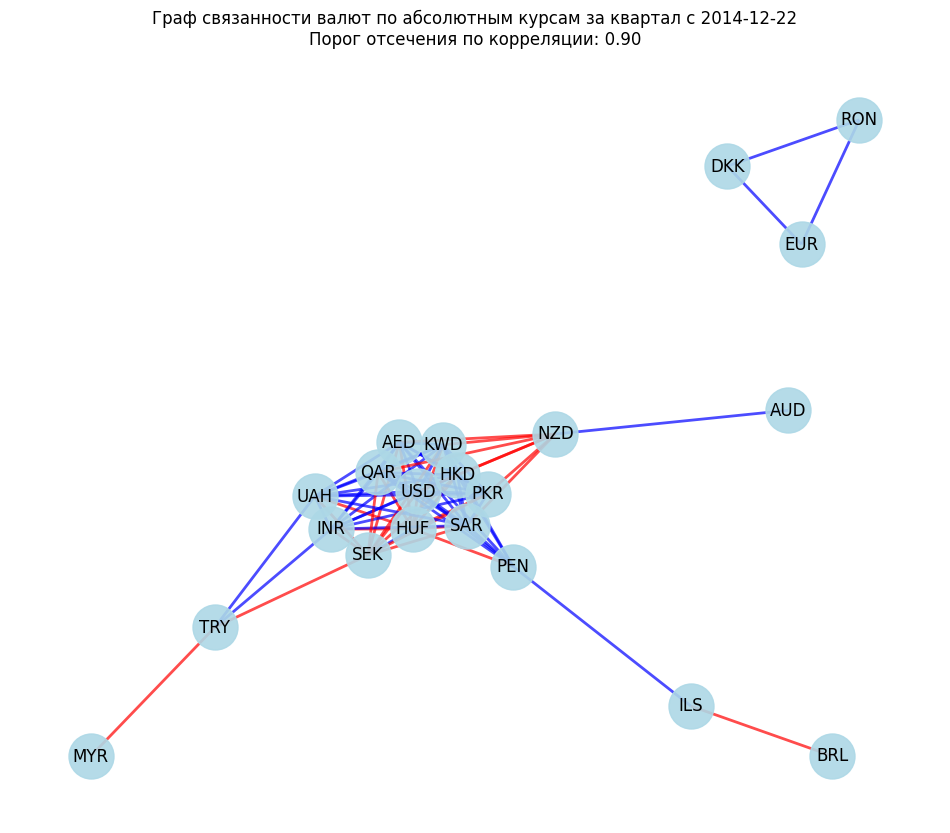 Граф связанности валют по абсолютным курсам за квартал с 2014-12-22
Порог отсечения по корреляции: 0.90
RON
DKK
EUR
AUD
NZD
AED
KWD
QAR
HKD
USD
PKR
UAH
INR
HUF
SAR
SEK
PEN
TRY
ILS
MYR
BRL